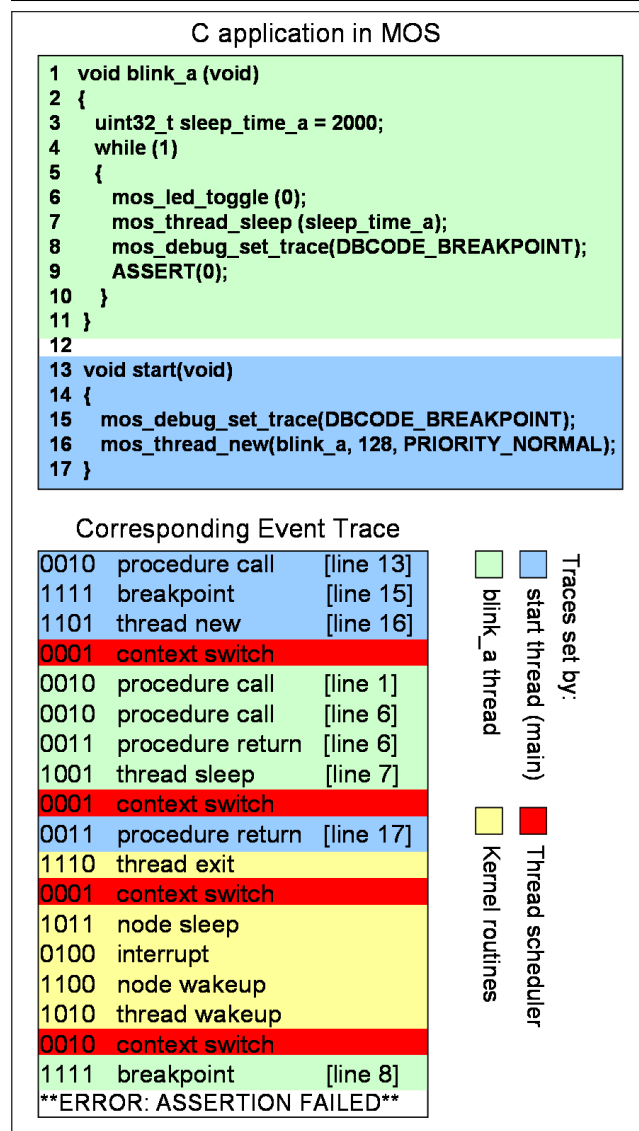 C application in MOS
1 void blink_a (void)
2 {
3 uint32_t sleep_time_a = 2000;
4 while (1)
5 {
6 mos_led_toggle (0);
7 mos_thread_sleep (sleep_time_a);
8 mos_debug_set_trace(DBCODE_BREAKPOINT);
9 ASSERT(0);
10 }
11 }
12
13 void start(void)
14 {
15 mos_debug_set_trace(DBCODE_BREAKPOINT);
16 mos_thread_new(blink_a, 128, PRIORITY_NORMAL);
17 }
Corresponding Event Trace
0010 procedure call [line 13]
1111 breakpoint [line 15]
1101 thread new [line 16]
0001 context switch
0010 procedure call [line 1]
0010 procedure call [line 6]
0011 procedure return [line 6]
1001 thread sleep [line 7]
0001 context switch
0011 procedure return [line 17]
1110 thread exit
0001 context switch
1011 node sleep
0100 interrupt
1100 node wakeup
1010 thread wakeup
0010 context switch
1111 breakpoint [line 8]
**ERROR: ASSERTION FAILED**
Traces set by:
start thread (main)
blink_a thread
Thread scheduler
Kernel routines